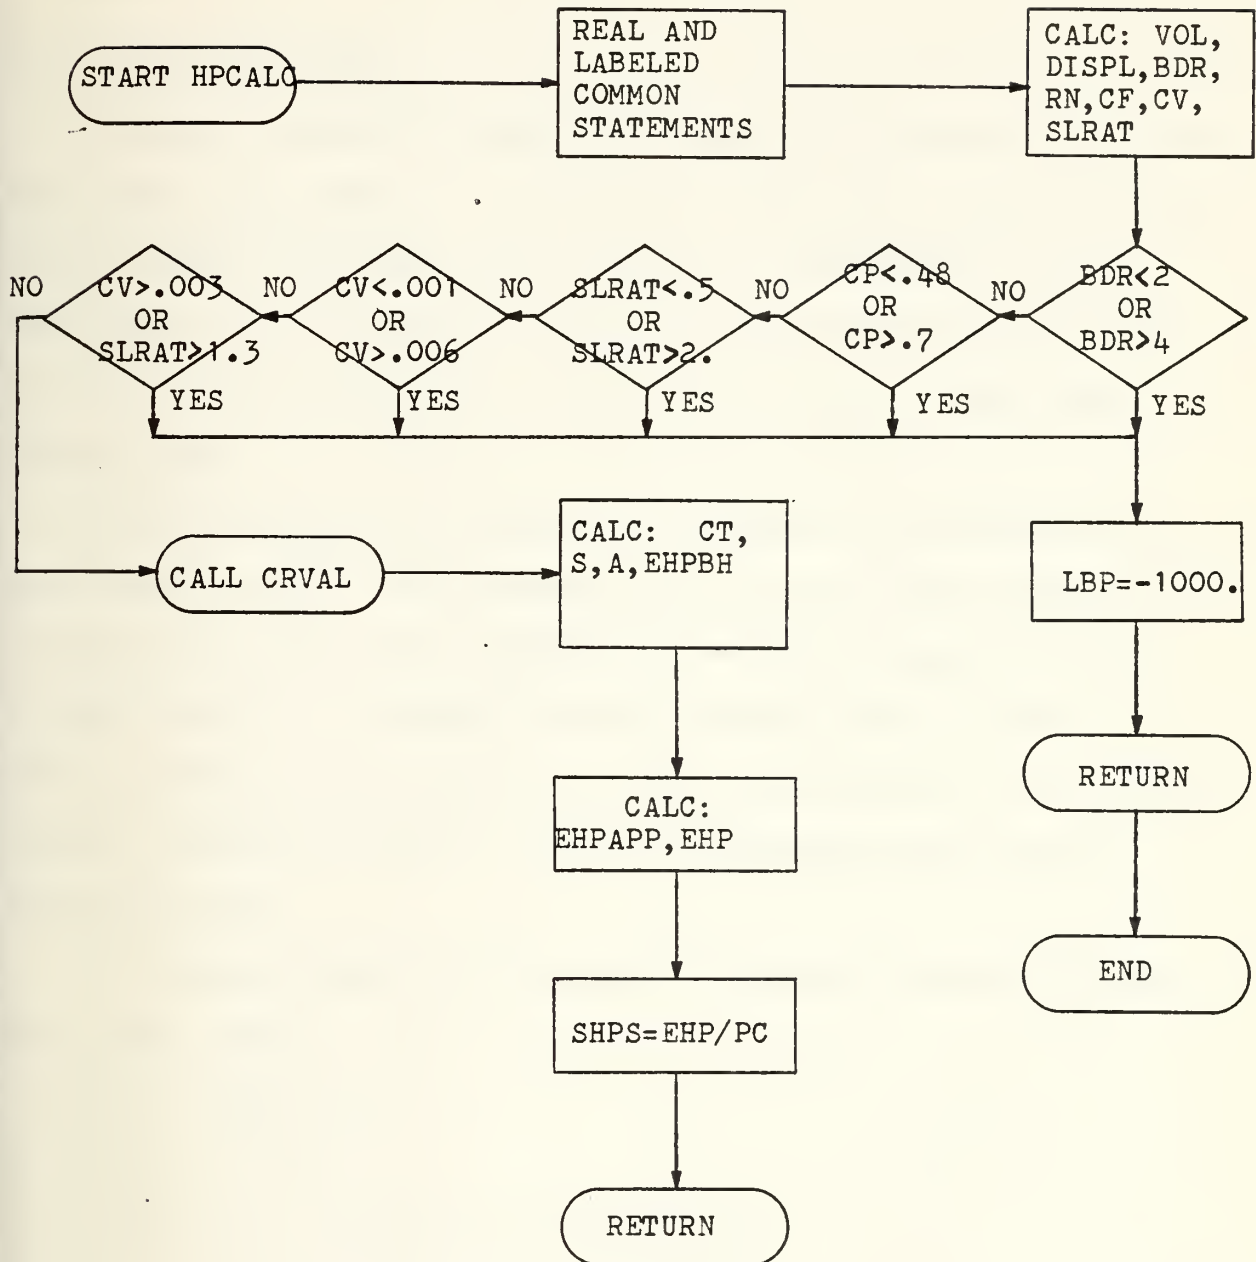 START HPCALC
REAL AND
LABELED
COMMON
STATEMENTS
CALC: VOL,
DISPL,BDR,
RN,CF,CV,
SLRAT
BDR<2
OR
BDR>4
NO
YES
CP<.48
OR
CP>.7
NO
YES
SLRAT<.5
OR
SLRAT>2.
NO
YES
CV<.001
OR
CV>.006
NO
YES
CV>.003
OR
SLRAT>1.3
NO
YES
CALL CRVAL
CALC: CT,
S,A,EHPBH
LBP=-1000.
CALC:
EHPAPP,EHP
RETURN
SHPS=EHP/PC
END
RETURN